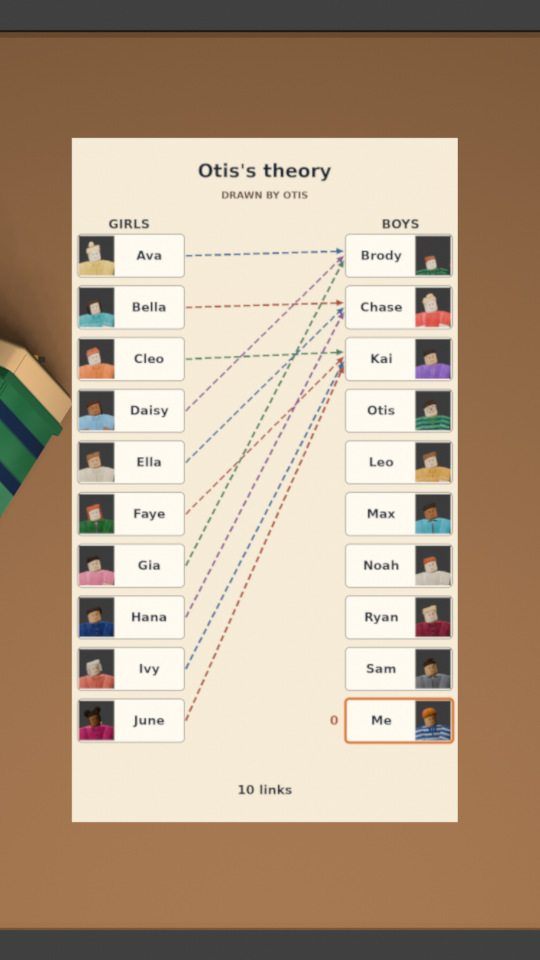 Otis's theory
DRAWN BY OTIS
GIRLS BOYS
Ava Brody
Bella Chase
Cleo Kai
Daisy Otis
Ella Leo
Faye Max
Gia Noah
Hana Ryan
Ivy Sam
June 0 Me
10 links